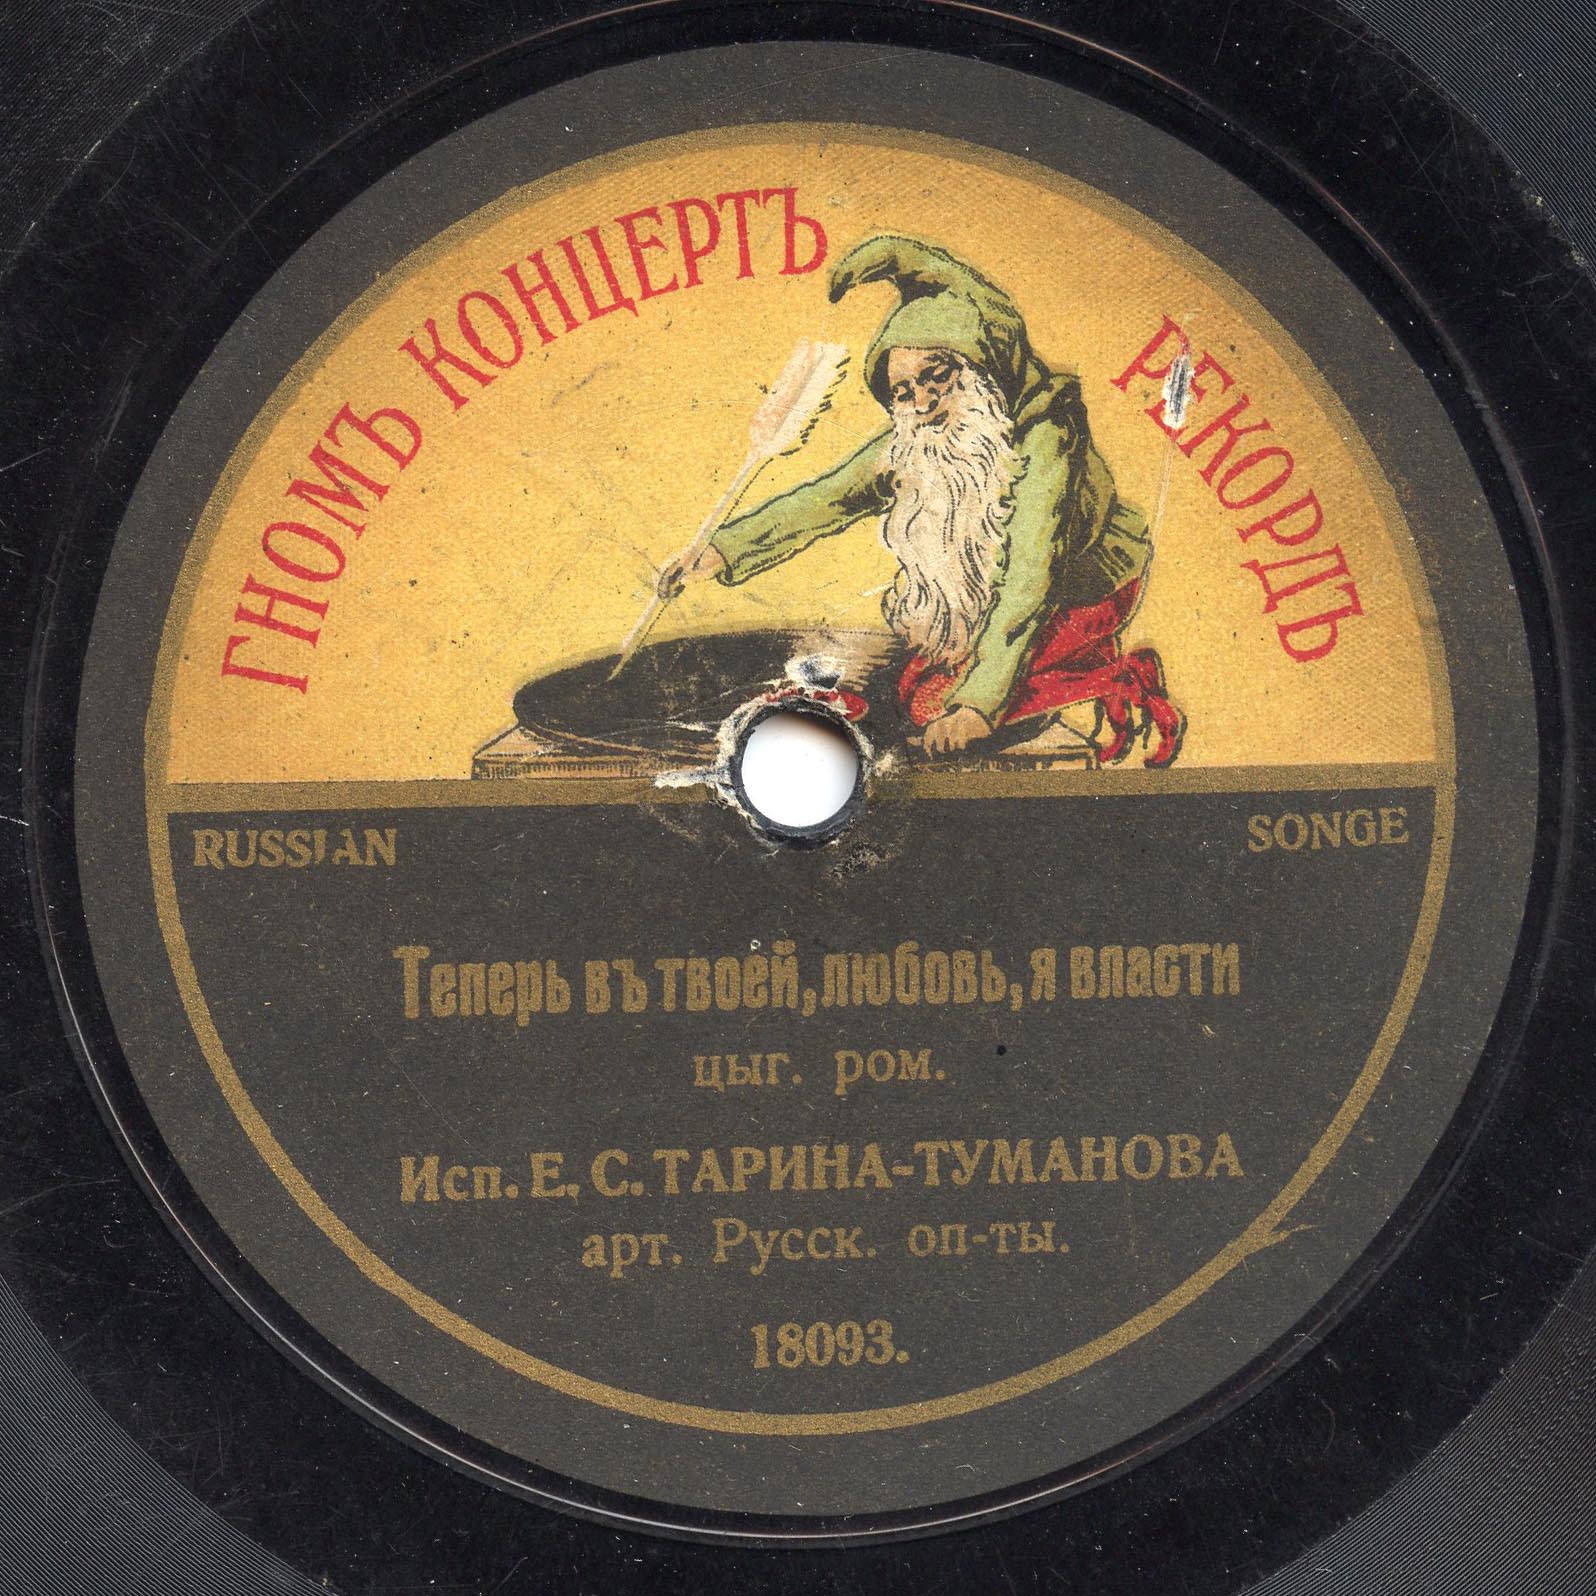 ГНОМЪ КОНЦЕРТЪ РЕКОРДЪ
RUSSIAN SONGE
Теперь въ твоей, любовь, я власти
цыг. ром.
Исп. Е. С. ТАРИНА-ТУМАНОВА
арт. Русск. оп-ты.
18093.